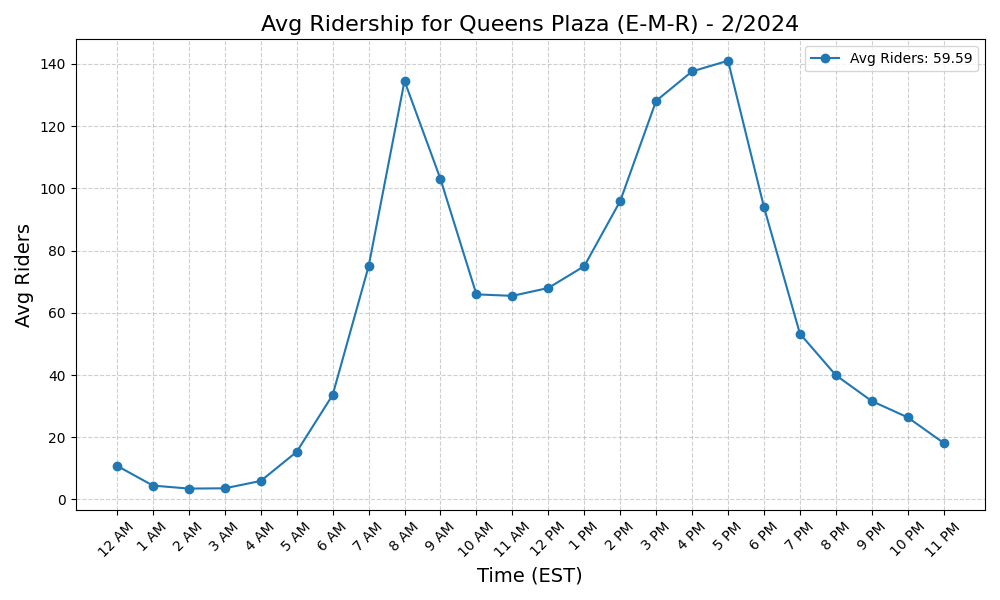 Avg Ridership for Queens Plaza (E-M-R) - 2/2024
Avg Riders: 59.59
Avg Riders
140
120
100
80
60
40
20
0
12 AM
1 AM
2 AM
3 AM
4 AM
5 AM
6 AM
7 AM
8 AM
9 AM
10 AM
11 AM
12 PM
1 PM
2 PM
3 PM
4 PM
5 PM
6 PM
7 PM
8 PM
9 PM
10 PM
11 PM
Time (EST)